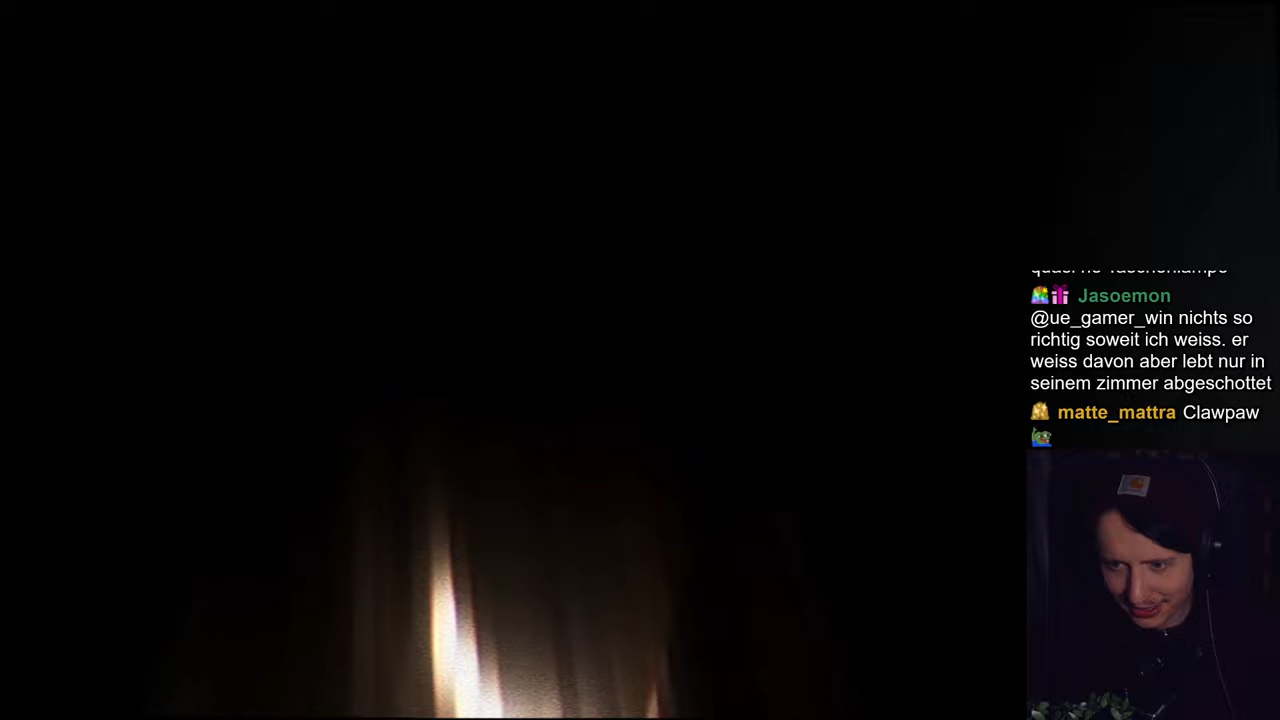 Jasoemon
@ue_gamer_win nichts so
richtig soweit ich weiss. er
weiss davon aber lebt nur in
seinem zimmer abgeschottet
matte_mattra Clawpaw